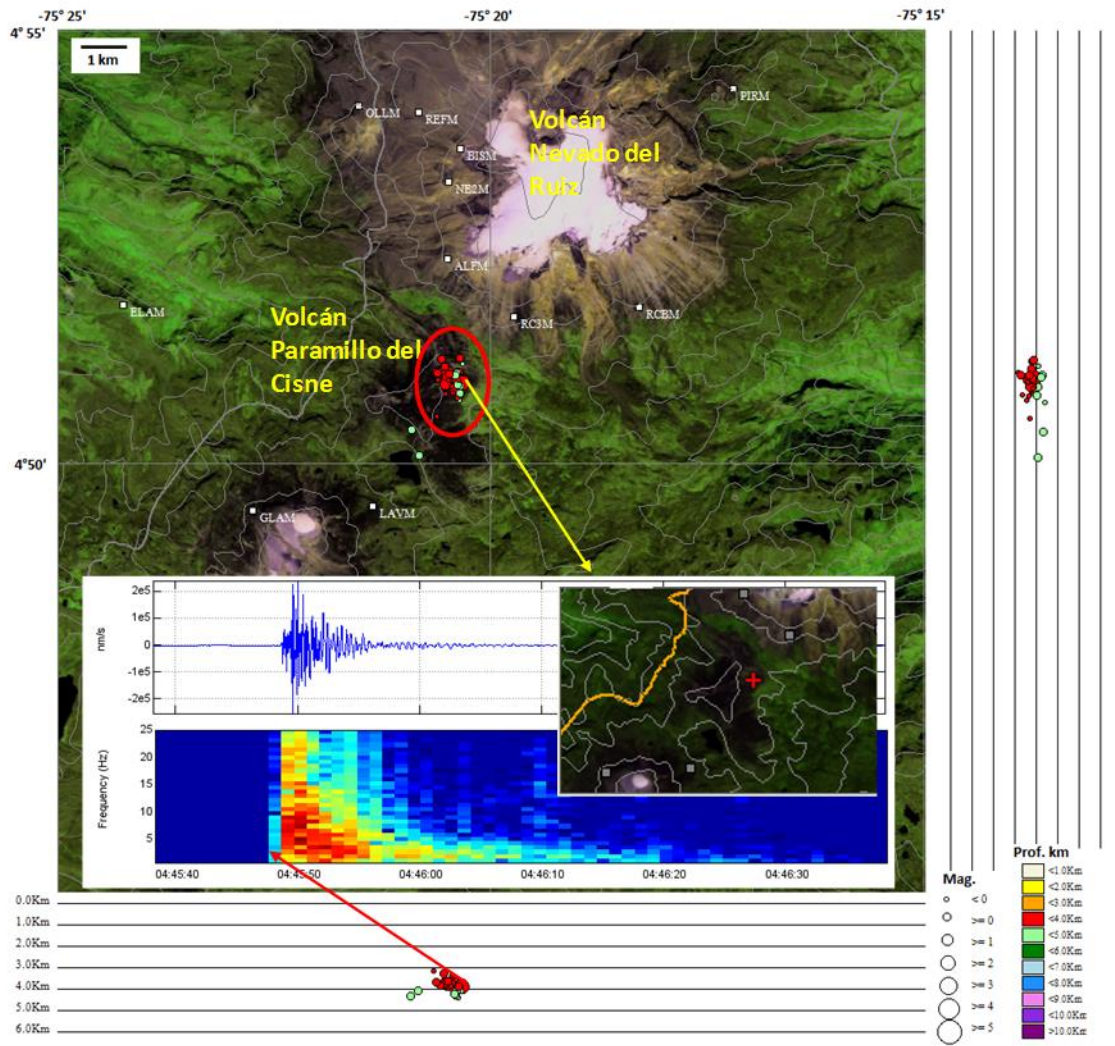 -75° 25'
-75° 20'
-75° 15'
4° 55'
1 km
PIRM
OLLM
REFM
Volcán
Nevado del
Ruiz
BISM
NE2M
ALFM
ELAM
RCBM
RC3M
Volcán
Paramillo del
Cisne
4° 50'
GLAM
LAVM
2e5
1e5
0
-1e5
-2e5
nm/s
25
20
15
10
5
Frequency (Hz)
04:45:40
04:45:50
04:46:00
04:46:10
04:46:20
04:46:30
0.0Km
1.0Km
2.0Km
3.0Km
4.0Km
5.0Km
6.0Km
Mag.
< 0
>= 0
>= 1
>= 2
>= 3
>= 4
>= 5
Prof. km
<1.0Km
<2.0Km
<3.0Km
<4.0Km
<5.0Km
<6.0Km
<7.0Km
<8.0Km
<9.0Km
<10.0Km
>10.0Km